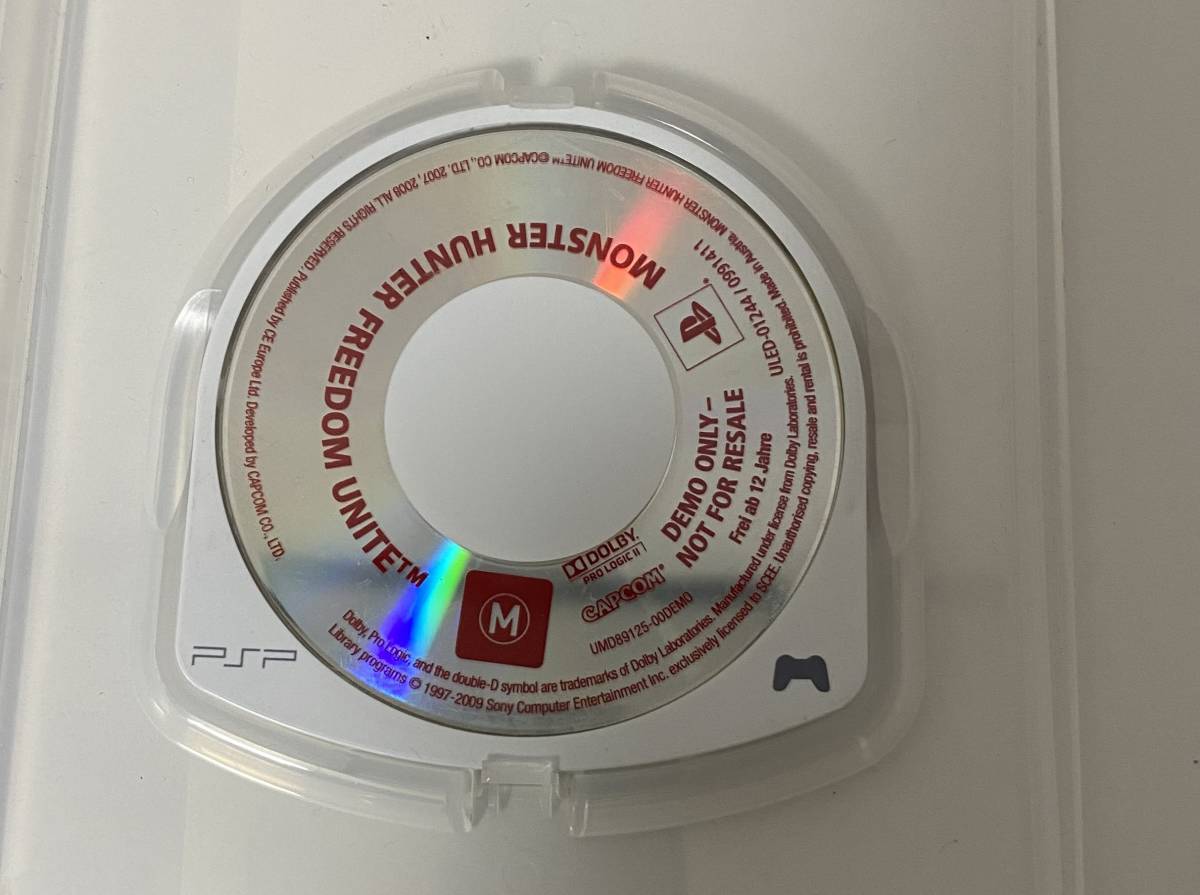 MONSTER HUNTER FREEDOM UNITE™
ULED-01244 / 0991411
DEMO ONLY –
NOT FOR RESALE
Frei ab 12 Jahre
DOLBY
PRO LOGIC II
CAPCOM®
UMD89125-00DEMO
M
Dolby, Pro Logic, and the double-D symbol are trademarks of Dolby Laboratories. Manufactured under license from Dolby Laboratories.
Library programs © 1997-2009 Sony Computer Entertainment Inc. exclusively licensed to SCEE. Unauthorised copying, resale and rental is prohibited. Made in Austria. MONSTER HUNTER FREEDOM UNITE™ ©CAPCOM CO., LTD. 2007, 2008 ALL RIGHTS RESERVED. Published by CE Europe Ltd. Developed by CAPCOM CO., LTD.
PSP